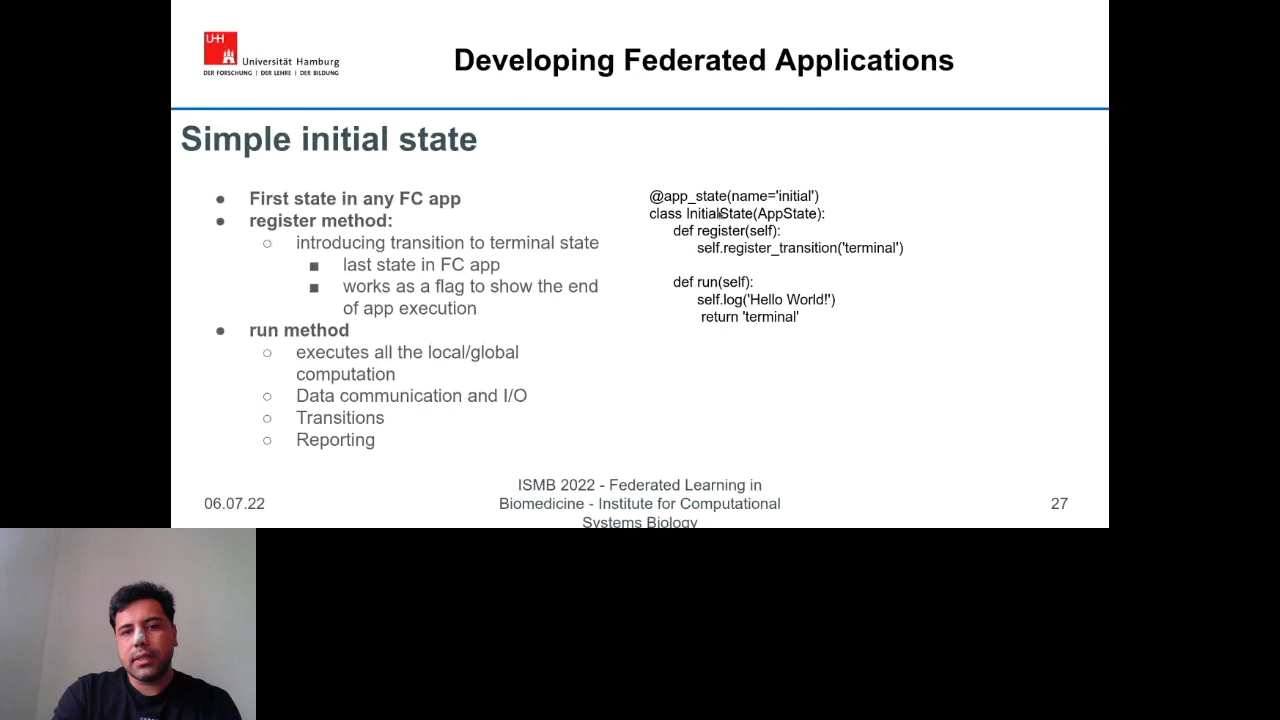 UHH
Universität Hamburg
DER FORSCHUNG | DER LEHRE | DER BILDUNG
Developing Federated Applications
Simple initial state
● First state in any FC app
● register method:
○ introducing transition to terminal state
■ last state in FC app
■ works as a flag to show the end
of app execution
● run method
○ executes all the local/global
computation
○ Data communication and I/O
○ Transitions
○ Reporting
@app_state(name='initial')
class InitialState(AppState):
def register(self):
self.register_transition('terminal')
def run(self):
self.log('Hello World!')
return 'terminal'
06.07.22
ISMB 2022 - Federated Learning in
Biomedicine - Institute for Computational
Systems Biology
27